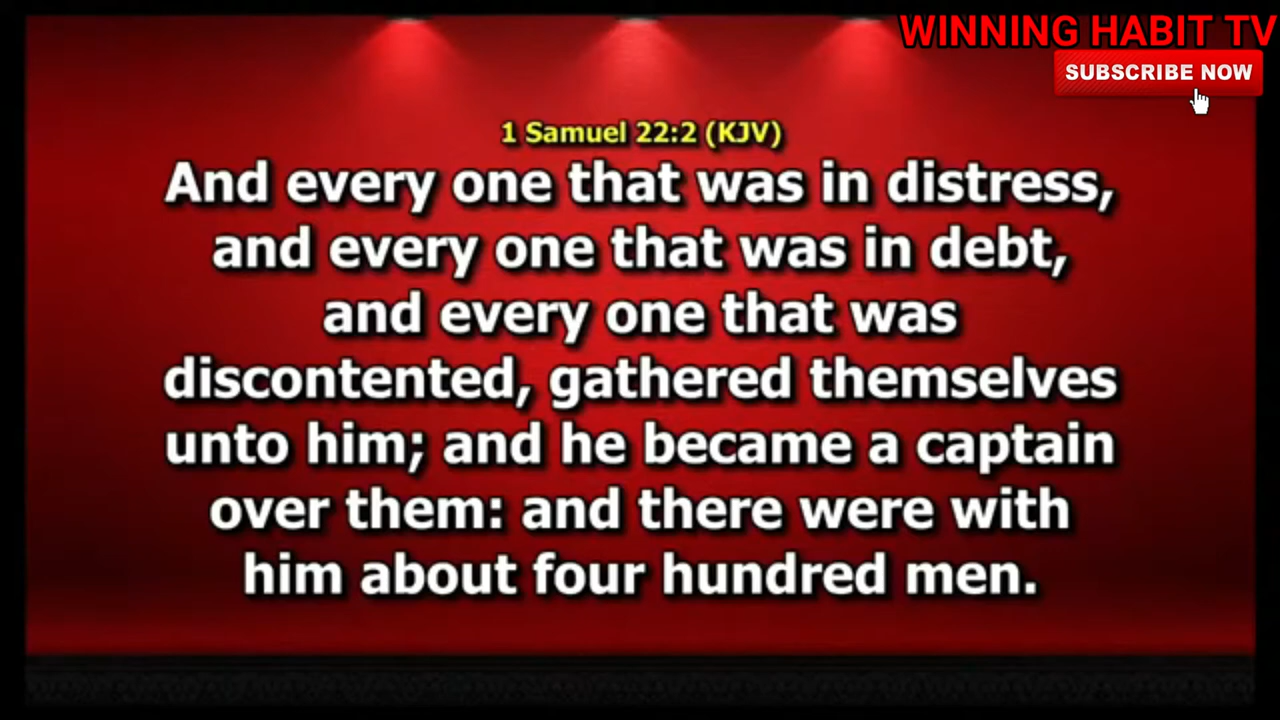 WINNING HABIT TV
SUBSCRIBE NOW
1 Samuel 22:2 (KJV)
And every one that was in distress,
and every one that was in debt,
and every one that was
discontented, gathered themselves
unto him; and he became a captain
over them: and there were with
him about four hundred men.